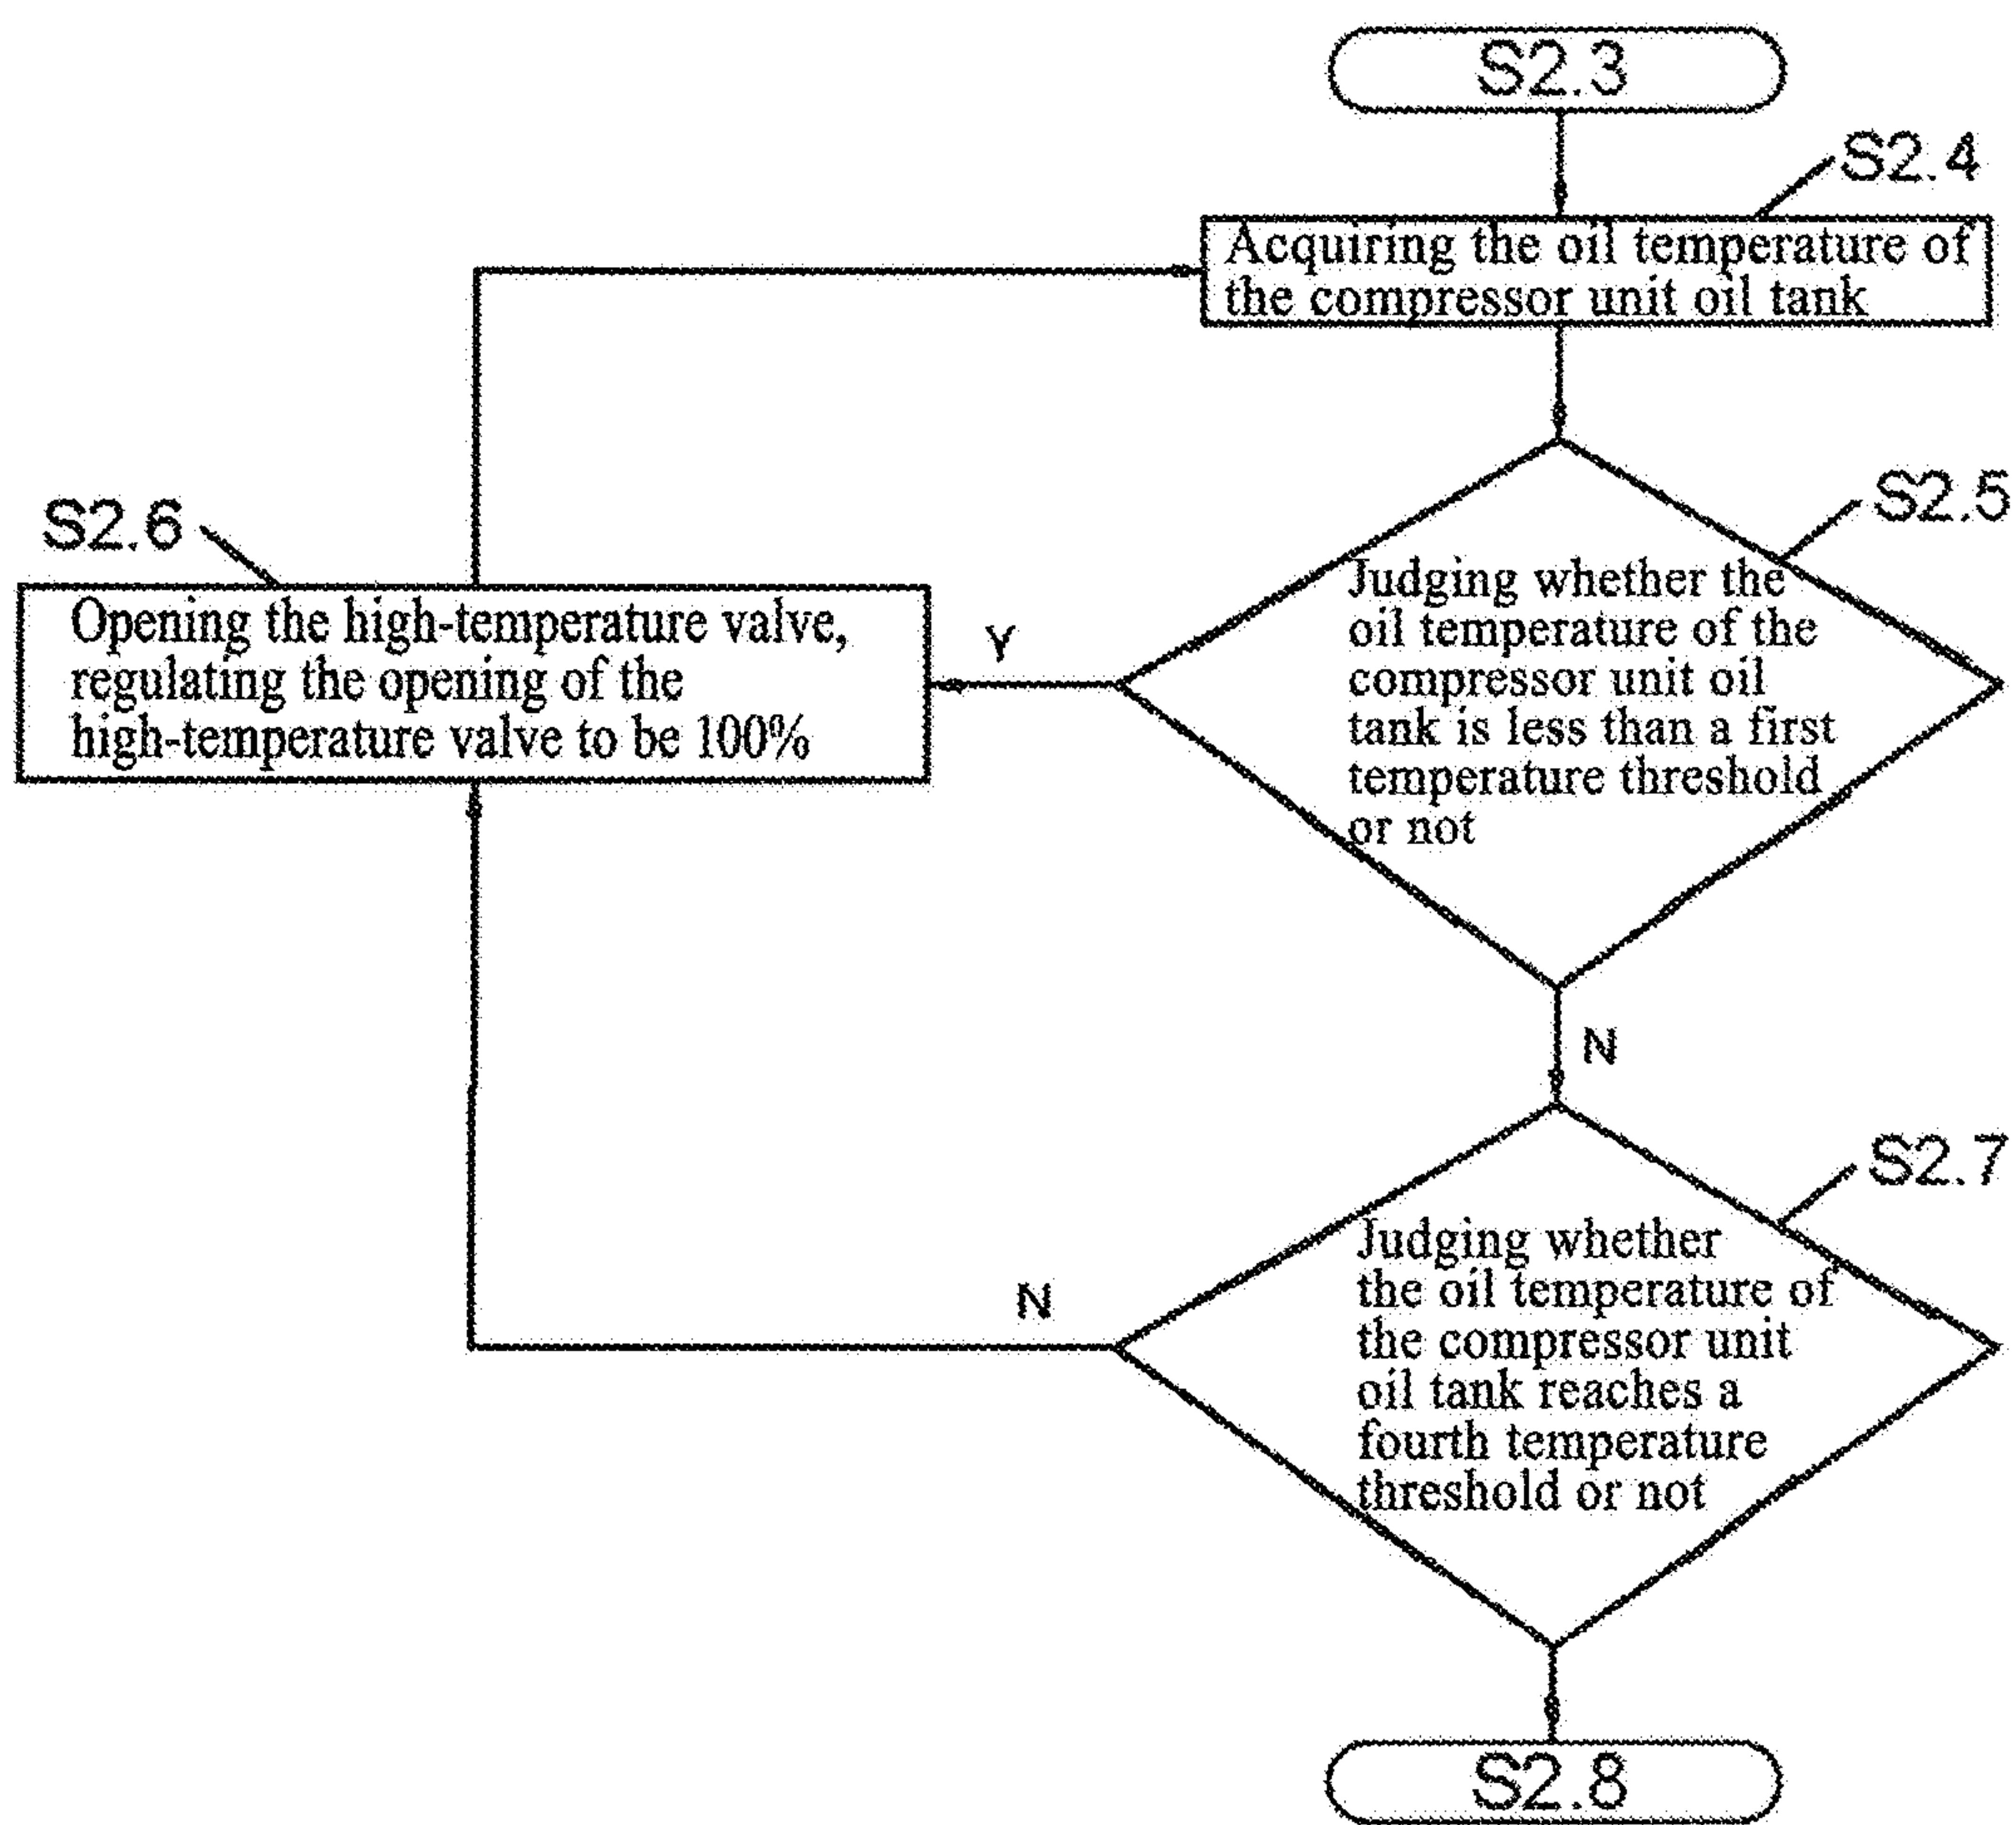 S2.3
S2.4
Acquiring the oil temperature of
the compressor unit oil tank
S2.5
Judging whether the
oil temperature of the
compressor unit oil
tank is less than a first
temperature threshold
or not
Y
S2.6
Opening the high-temperature valve,
regulating the opening of the
high-temperature valve to be 100%
N
S2.7
Judging whether
the oil temperature of
the compressor unit
oil tank reaches a
fourth temperature
threshold or not
N
S2.8